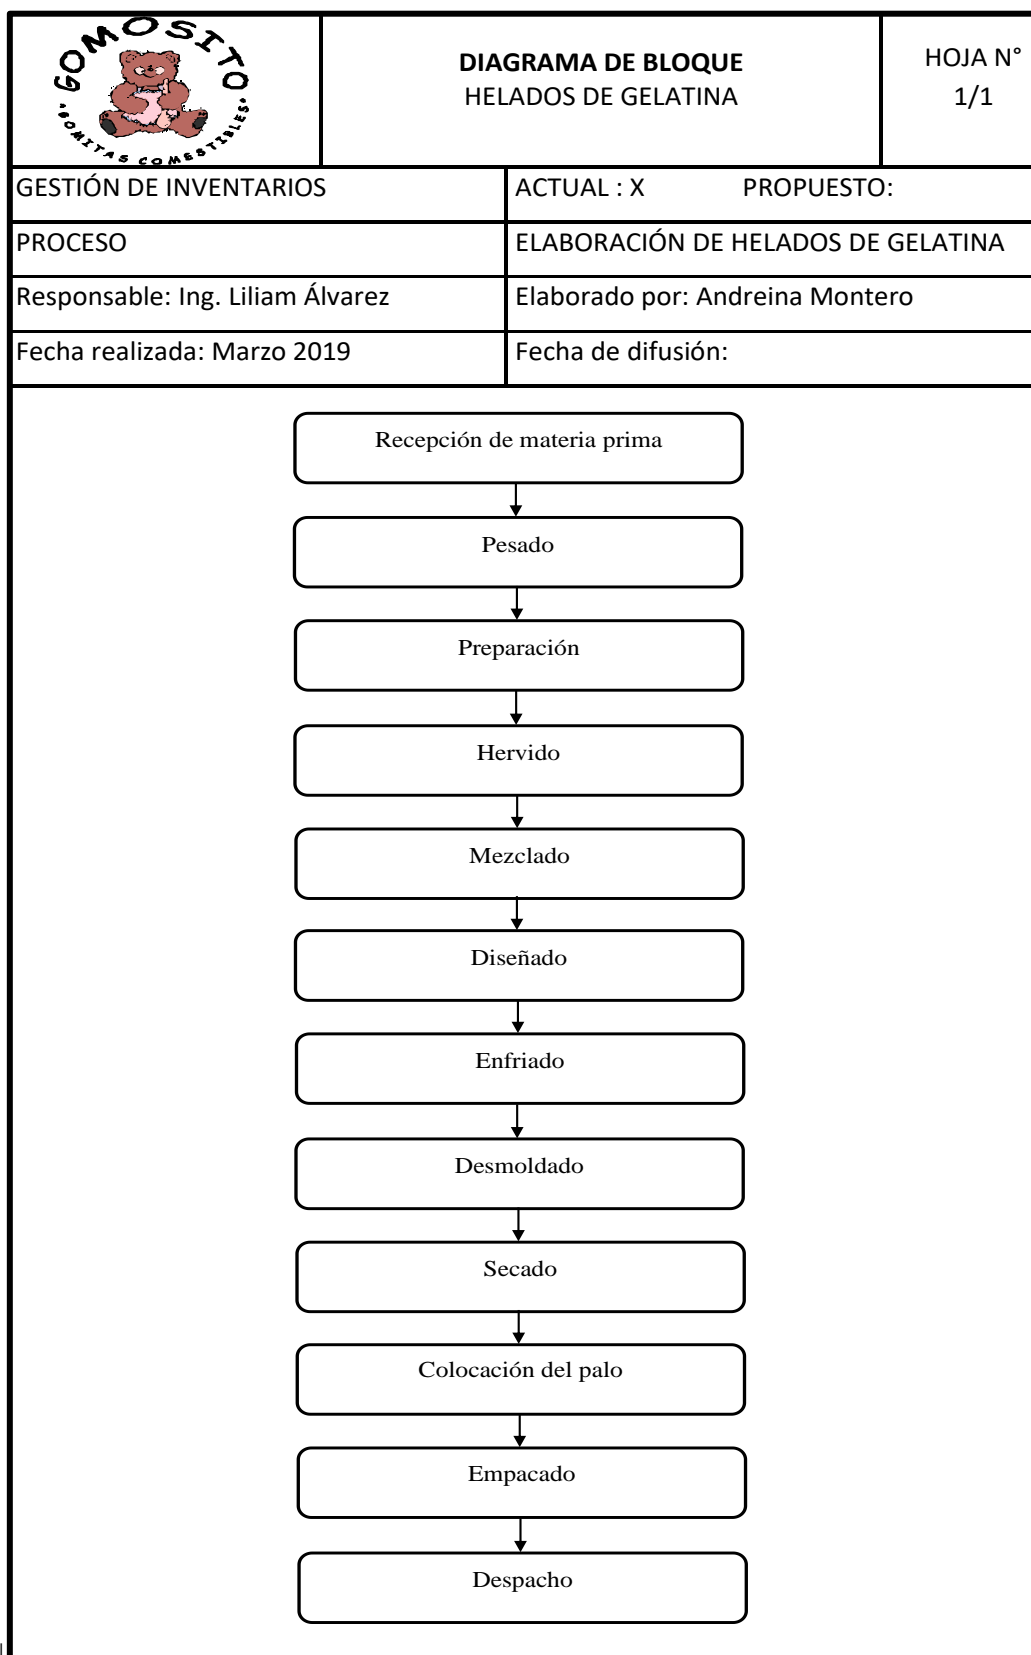 GOMOSITO
GOMITAS COMESTIBLES
DIAGRAMA DE BLOQUE
HELADOS DE GELATINA
HOJA N°
1/1
GESTIÓN DE INVENTARIOS
ACTUAL : X PROPUESTO:
PROCESO
ELABORACIÓN DE HELADOS DE GELATINA
Responsable: Ing. Liliam Álvarez
Elaborado por: Andreina Montero
Fecha realizada: Marzo 2019
Fecha de difusión:
Recepción de materia prima
Pesado
Preparación
Hervido
Mezclado
Diseñado
Enfriado
Desmoldado
Secado
Colocación del palo
Empacado
Despacho